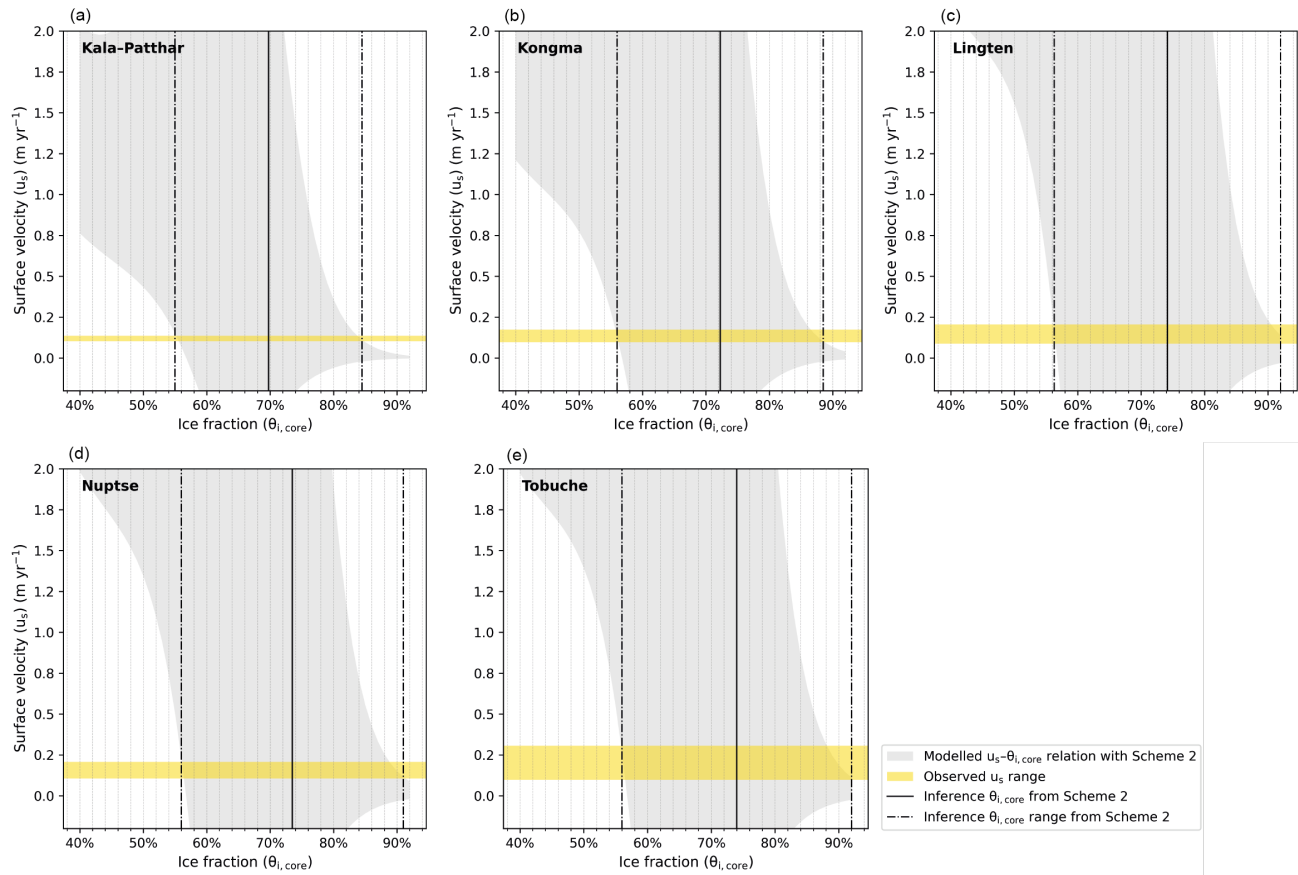 (a)
Kala–Patthar
Surface velocity (uₛ) (m yr⁻¹)
2.0
1.8
1.5
1.2
1.0
0.8
0.5
0.2
0.0
40% 50% 60% 70% 80% 90%
Ice fraction (θi, core)
(b)
Kongma
Surface velocity (uₛ) (m yr⁻¹)
2.0
1.8
1.5
1.2
1.0
0.8
0.5
0.2
0.0
40% 50% 60% 70% 80% 90%
Ice fraction (θi, core)
(c)
Lingten
Surface velocity (uₛ) (m yr⁻¹)
2.0
1.8
1.5
1.2
1.0
0.8
0.5
0.2
0.0
40% 50% 60% 70% 80% 90%
Ice fraction (θi, core)
(d)
Nuptse
Surface velocity (uₛ) (m yr⁻¹)
2.0
1.8
1.5
1.2
1.0
0.8
0.5
0.2
0.0
40% 50% 60% 70% 80% 90%
Ice fraction (θi, core)
(e)
Tobuche
2.0
1.8
1.5
1.2
1.0
0.8
0.5
0.2
0.0
40% 50% 60% 70% 80% 90%
Ice fraction (θi, core)
Modelled uₛ–θi, core relation with Scheme 2
Observed uₛ range
Inference θi, core from Scheme 2
Inference θi, core range from Scheme 2